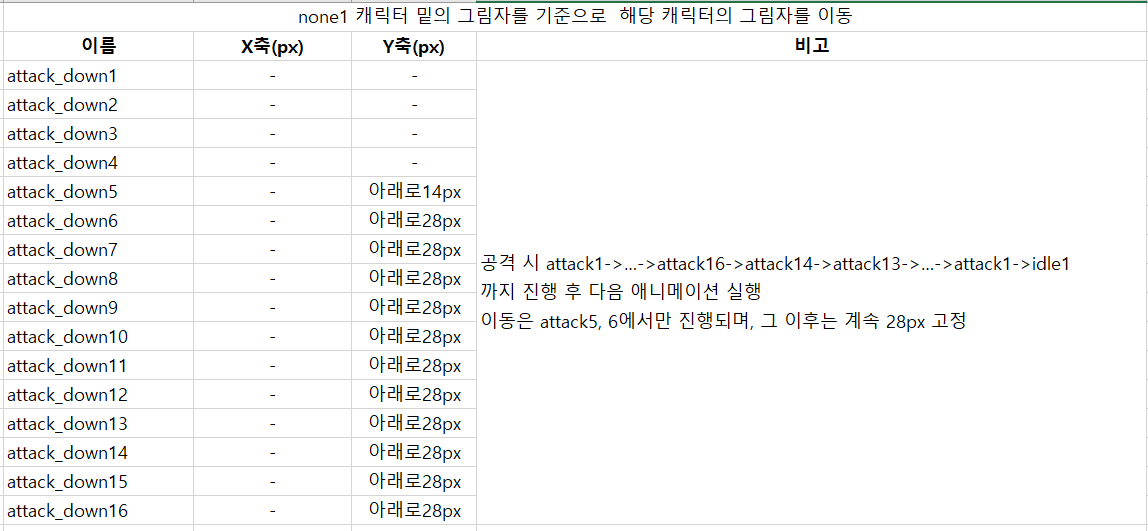 none1 캐릭터 밑의 그림자를 기준으로 해당 캐릭터의 그림자를 이동
이름 X축(px) Y축(px) 비고
attack_down1 - -
attack_down2 - -
attack_down3 - -
attack_down4 - -
attack_down5 - 아래로14px
attack_down6 - 아래로28px
attack_down7 - 아래로28px
attack_down8 - 아래로28px
attack_down9 - 아래로28px
attack_down10 - 아래로28px
attack_down11 - 아래로28px
attack_down12 - 아래로28px
attack_down13 - 아래로28px
attack_down14 - 아래로28px
attack_down15 - 아래로28px
attack_down16 - 아래로28px
공격 시 attack1->...->attack16->attack14->attack13->...->attack1->idle1
까지 진행 후 다음 애니메이션 실행
이동은 attack5, 6에서만 진행되며, 그 이후는 계속 28px 고정